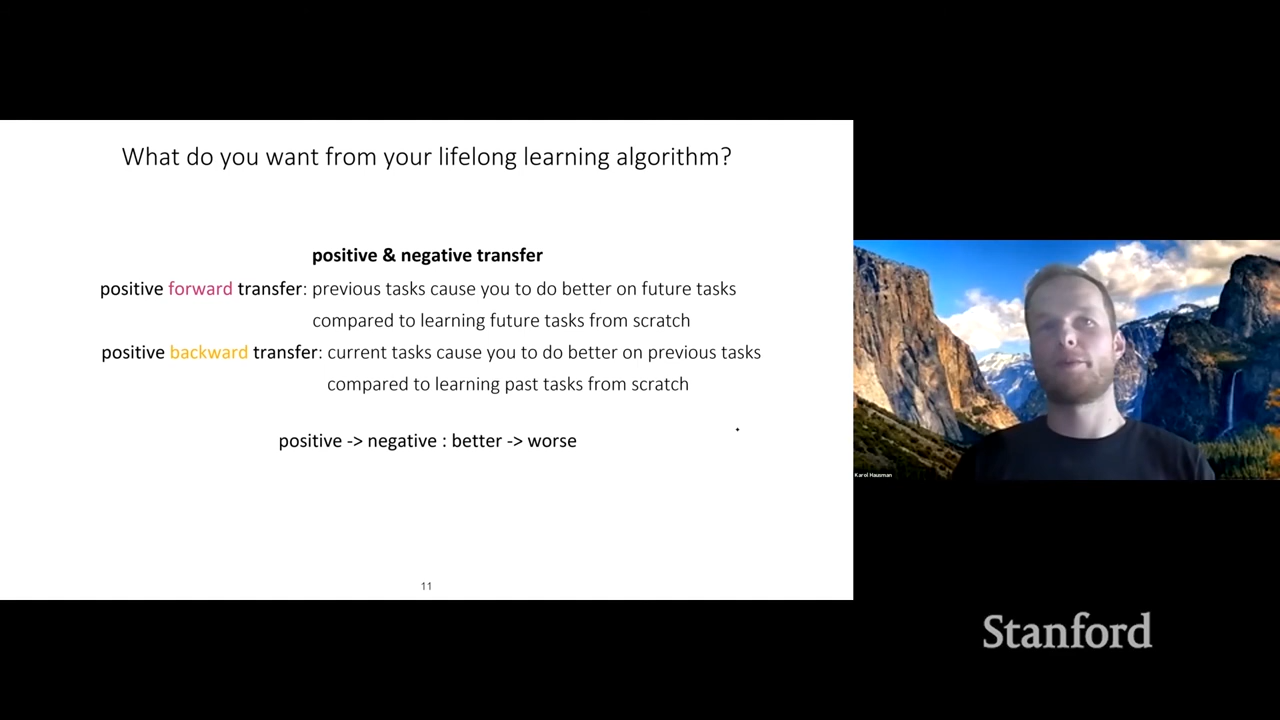 What do you want from your lifelong learning algorithm?
positive & negative transfer
positive forward transfer: previous tasks cause you to do better on future tasks
compared to learning future tasks from scratch
positive backward transfer: current tasks cause you to do better on previous tasks
compared to learning past tasks from scratch
positive -> negative : better -> worse
11
Karol Hausman
Stanford